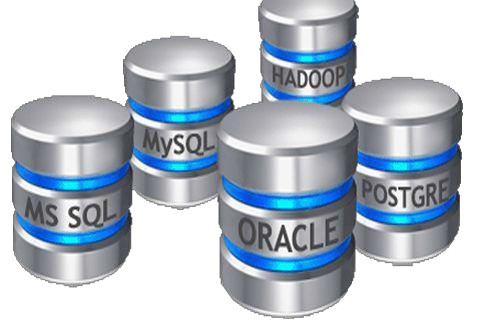 HADOOP
MySQL
POSTGRE
MS SQL
ORACLE